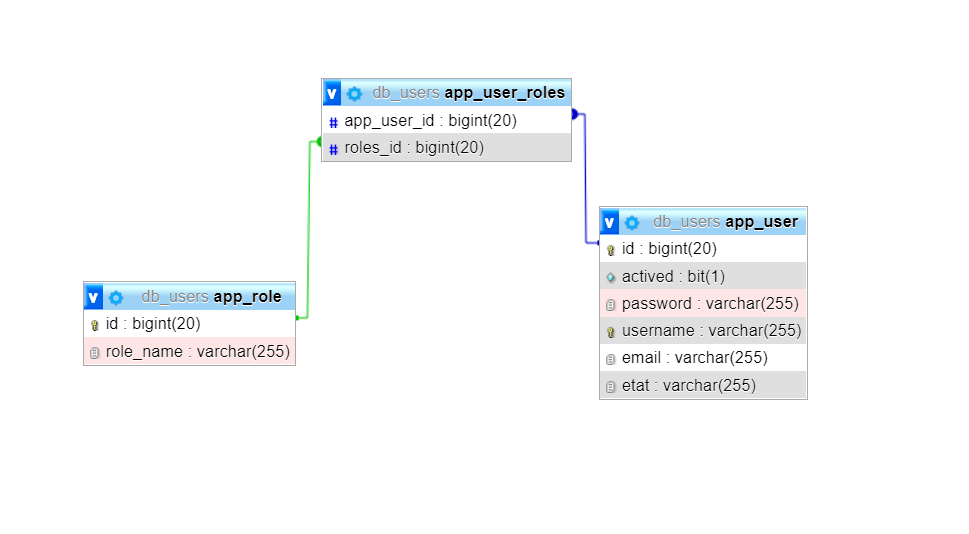 v db_users app_user_roles
app_user_id : bigint(20)
roles_id : bigint(20)
v db_users app_user
id : bigint(20)
actived : bit(1)
password : varchar(255)
username : varchar(255)
email : varchar(255)
etat : varchar(255)
v db_users app_role
id : bigint(20)
role_name : varchar(255)